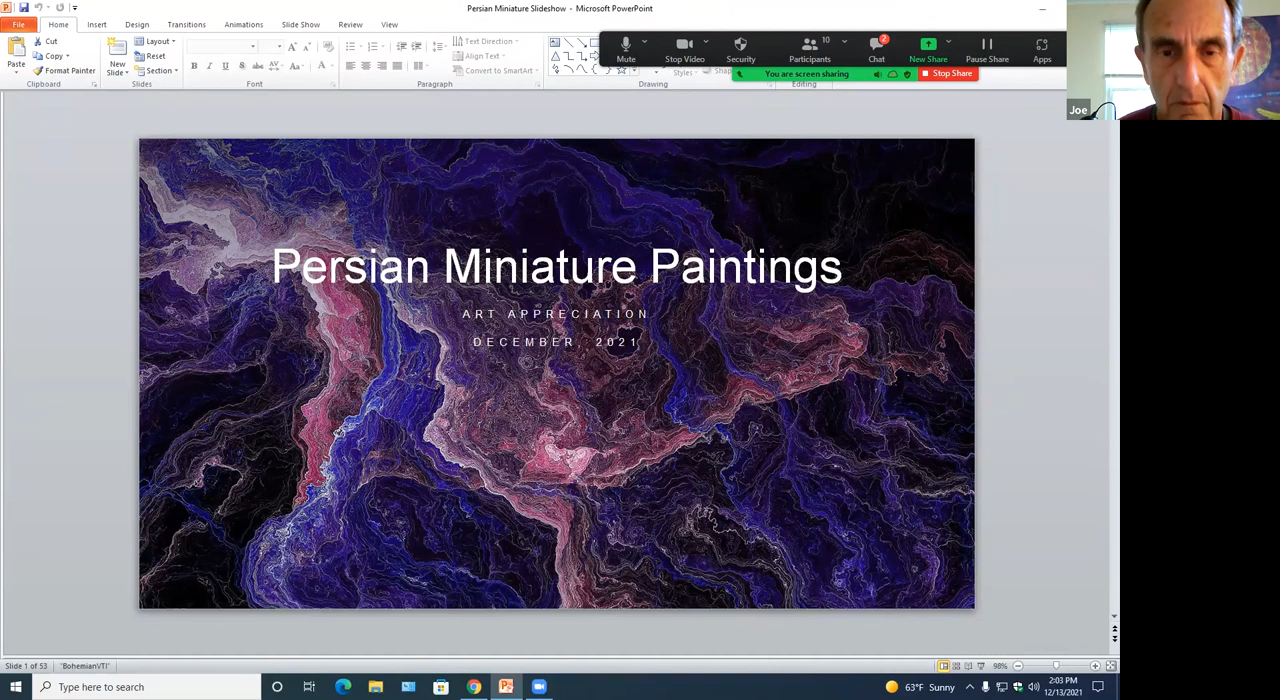 Persian Miniature Slideshow - Microsoft PowerPoint
File Home Insert Design Transitions Animations Slide Show Review View
Paste
Cut
Copy
Format Painter
Clipboard
New
Slide
Layout
Reset
Section
Slides
Font
Text Direction
Align Text
Convert to SmartArt
Paragraph
Styles
Drawing
Editing
Mute
Stop Video
Security
10
Participants
2
Chat
New Share
Pause Share
Apps
You are screen sharing
Stop Share
Joe
Persian Miniature Paintings
ART APPRECIATION
DECEMBER, 2021
Slide 1 of 53
"BohemianVTI"
98%
Type here to search
63°F Sunny
2:03 PM
12/13/2021